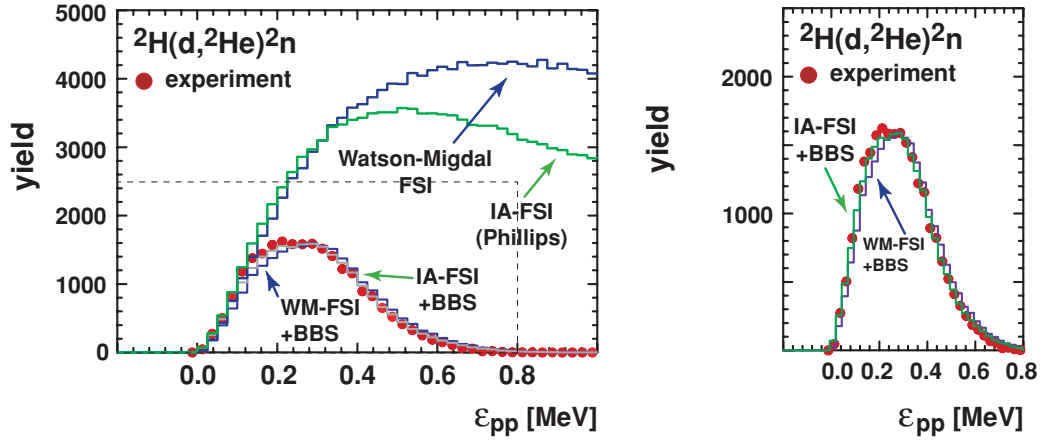 5000
4000
3000
2000
1000
0
yield
²H(d,²He)²n
experiment
Watson-Migdal
FSI
IA-FSI
(Phillips)
IA-FSI
+BBS
WM-FSI
+BBS
0.0 0.2 0.4 0.6 0.8
εpp [MeV]
2000
1000
yield
²H(d,²He)²n
experiment
IA-FSI
+BBS
WM-FSI
+BBS
0.0 0.2 0.4 0.6 0.8
εpp [MeV]